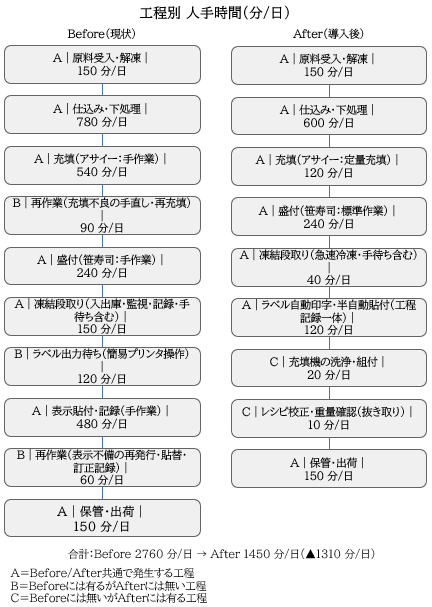 工程別 人手時間(分/日)
Before(現状)
A｜原料受入・解凍｜
150 分/日
A｜仕込み・下処理｜
780 分/日
A｜充填(アサイー：手作業)｜
540 分/日
B｜再作業(充填不良の手直し・再充填)
｜
90 分/日
A｜盛付(笹寿司：手作業)｜
240 分/日
A｜凍結段取り(入出庫・監視・記録・手
待ち含む)｜
150 分/日
B｜ラベル出力待ち(簡易プリンタ操作)
｜
120 分/日
A｜表示貼付・記録(手作業)｜
480 分/日
B｜再作業(表示不備の再発行・貼替・
訂正記録)｜
60 分/日
A｜保管・出荷｜
150 分/日
After(導入後)
A｜原料受入・解凍｜
150 分/日
A｜仕込み・下処理｜
600 分/日
A｜充填(アサイー：定量充填)｜
120 分/日
A｜盛付(笹寿司：標準作業)｜
240 分/日
A｜凍結段取り(急速冷凍・手待ち含む)
｜
40 分/日
A｜ラベル自動印字・半自動貼付(工程
記録一体)｜
120 分/日
C｜充填機の洗浄・組付｜
20 分/日
C｜レシピ校正・重量確認(抜き取り)｜
10 分/日
A｜保管・出荷｜
150 分/日
合計：Before 2760 分/日 → After 1450 分/日(▲1310 分/日)
A=Before/After共通で発生する工程
B=Beforeには有るがAfterには無い工程
C=Beforeには無いがAfterには有る工程